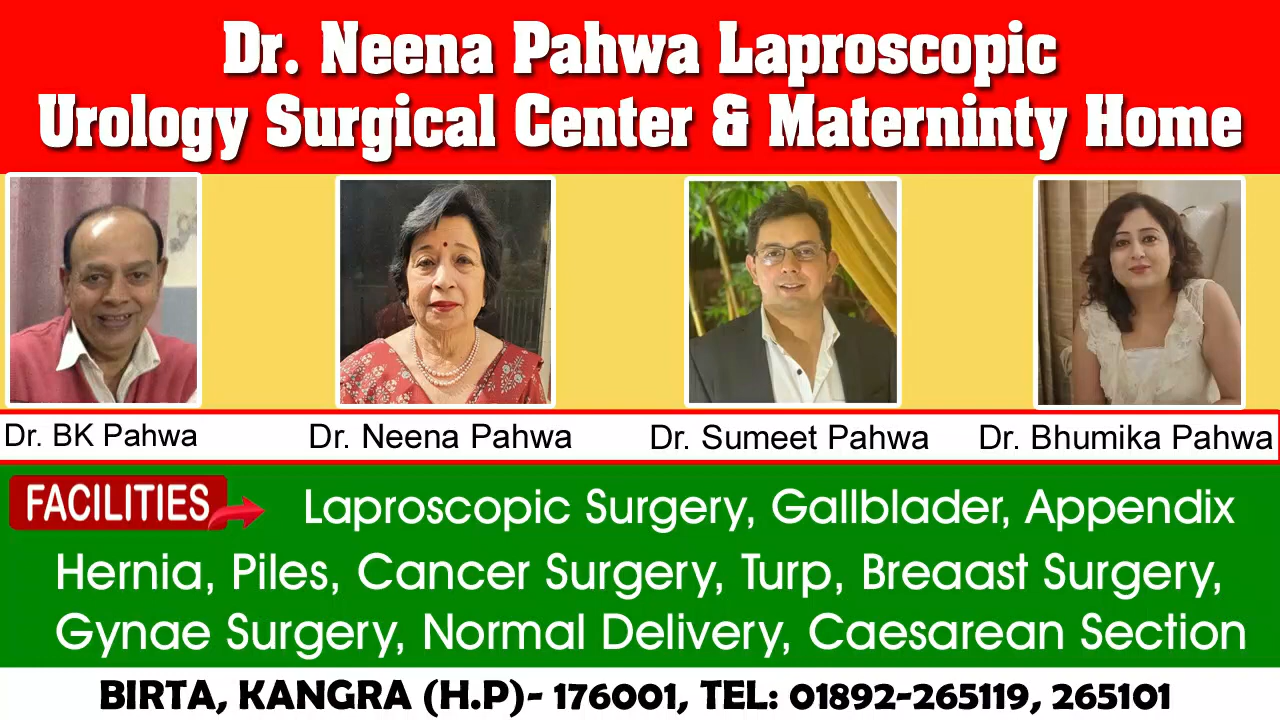 Dr. Neena Pahwa Laproscopic
Urology Surgical Center & Materninty Home
Dr. BK Pahwa
Dr. Neena Pahwa
Dr. Sumeet Pahwa
Dr. Bhumika Pahwa
FACILITIES
Laproscopic Surgery, Gallblader, Appendix
Hernia, Piles, Cancer Surgery, Turp, Breaast Surgery,
Gynae Surgery, Normal Delivery, Caesarean Section
BIRTA, KANGRA (H.P)- 176001, TEL: 01892-265119, 265101